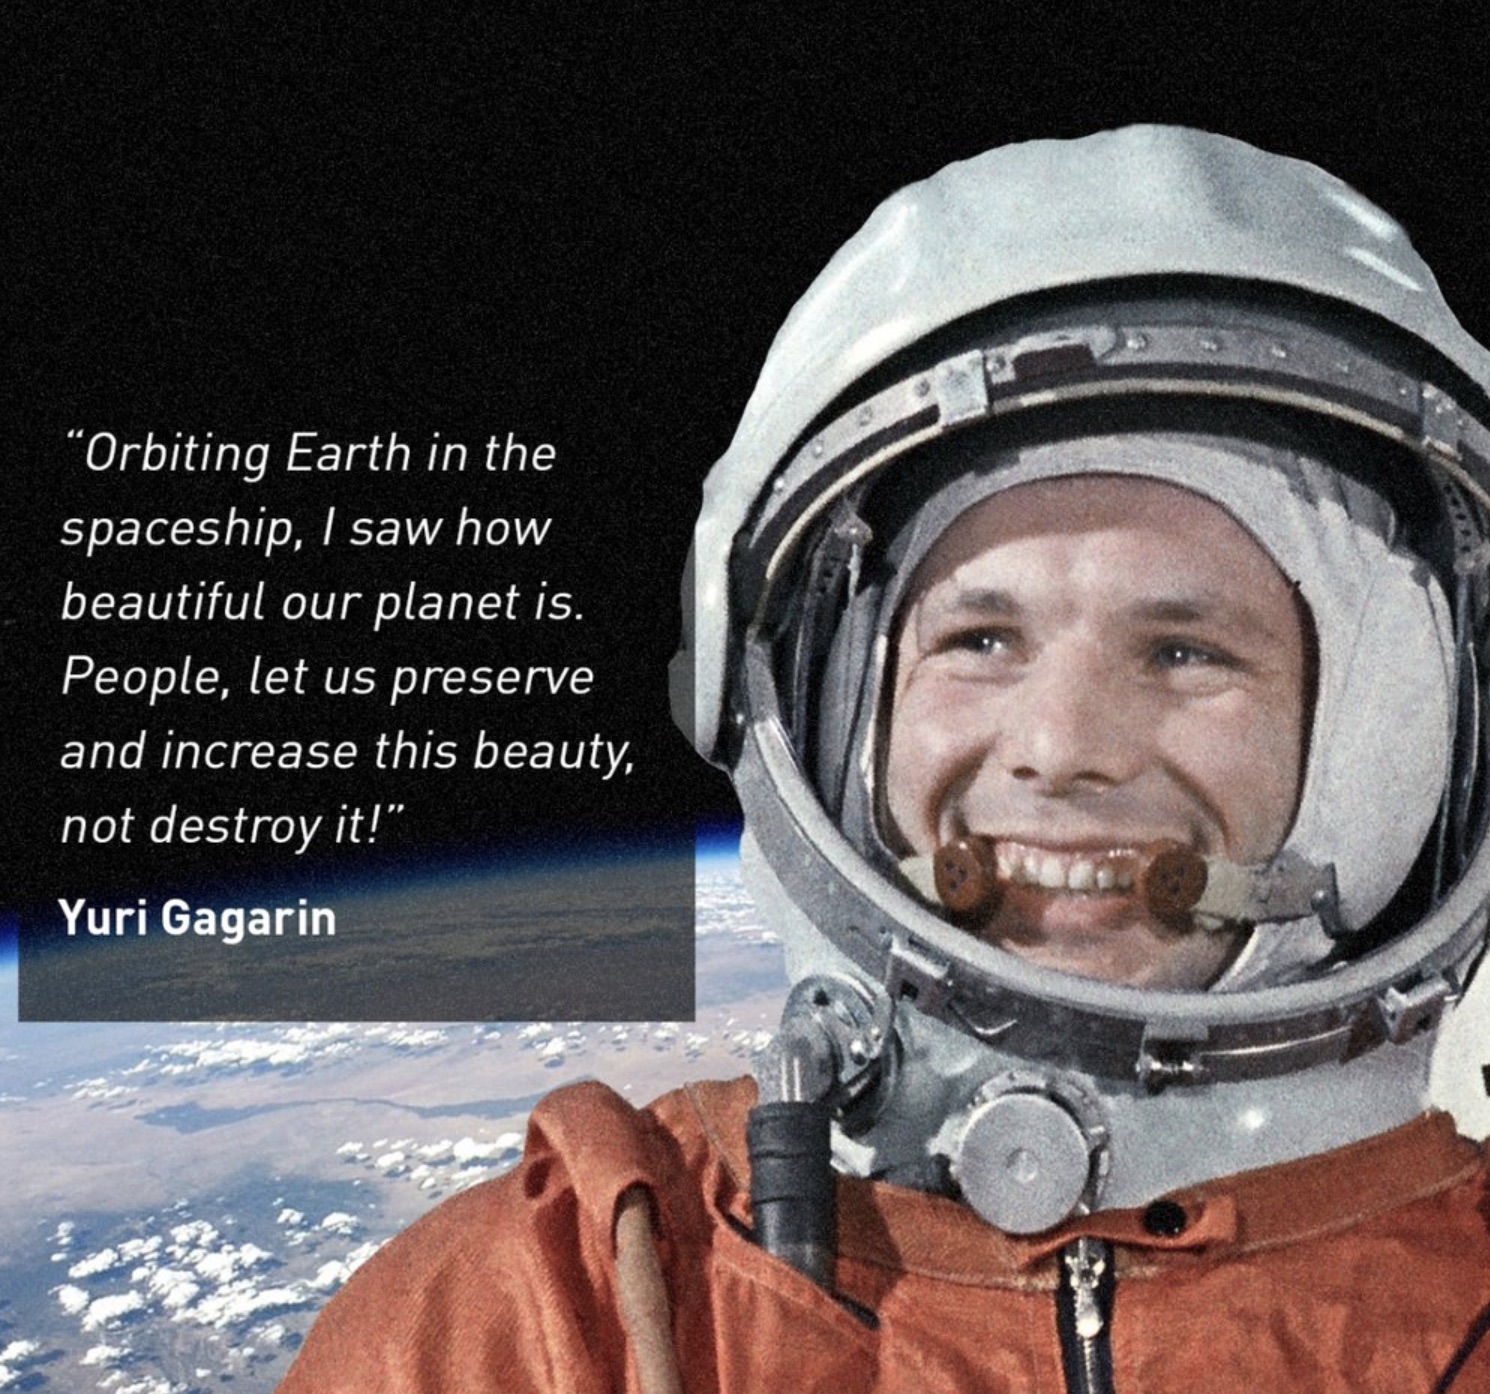 “Orbiting Earth in the
spaceship, I saw how
beautiful our planet is.
People, let us preserve
and increase this beauty,
not destroy it!”
Yuri Gagarin